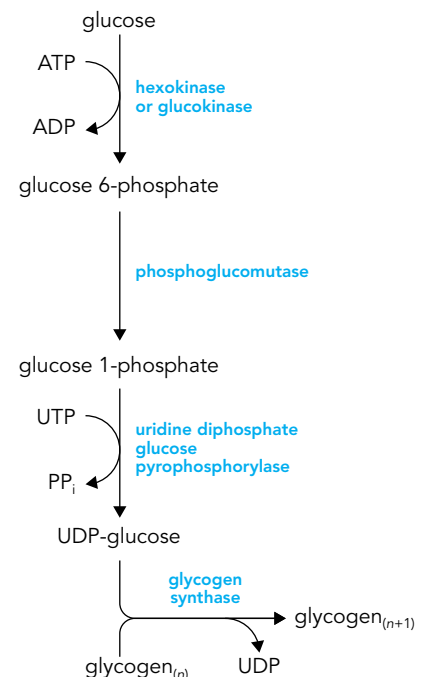 glucose
ATP
hexokinase
or glucokinase
ADP
glucose 6-phosphate
phosphoglucomutase
glucose 1-phosphate
UTP
uridine diphosphate
glucose
pyrophosphorylase
PPi
UDP-glucose
glycogen
synthase
glycogen(n+1)
glycogen(n)
UDP